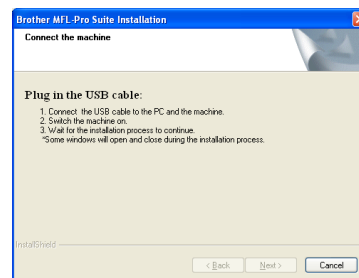 Brother MFL-Pro Suite Installation
Connect the machine
Plug in the USB cable:
1. Connect the USB cable to the PC and the machine.
2. Switch the machine on.
3. Wait for the installation process to continue.
*Some windows will open and close during the installation process.
InstallShield
< Back
Next >
Cancel